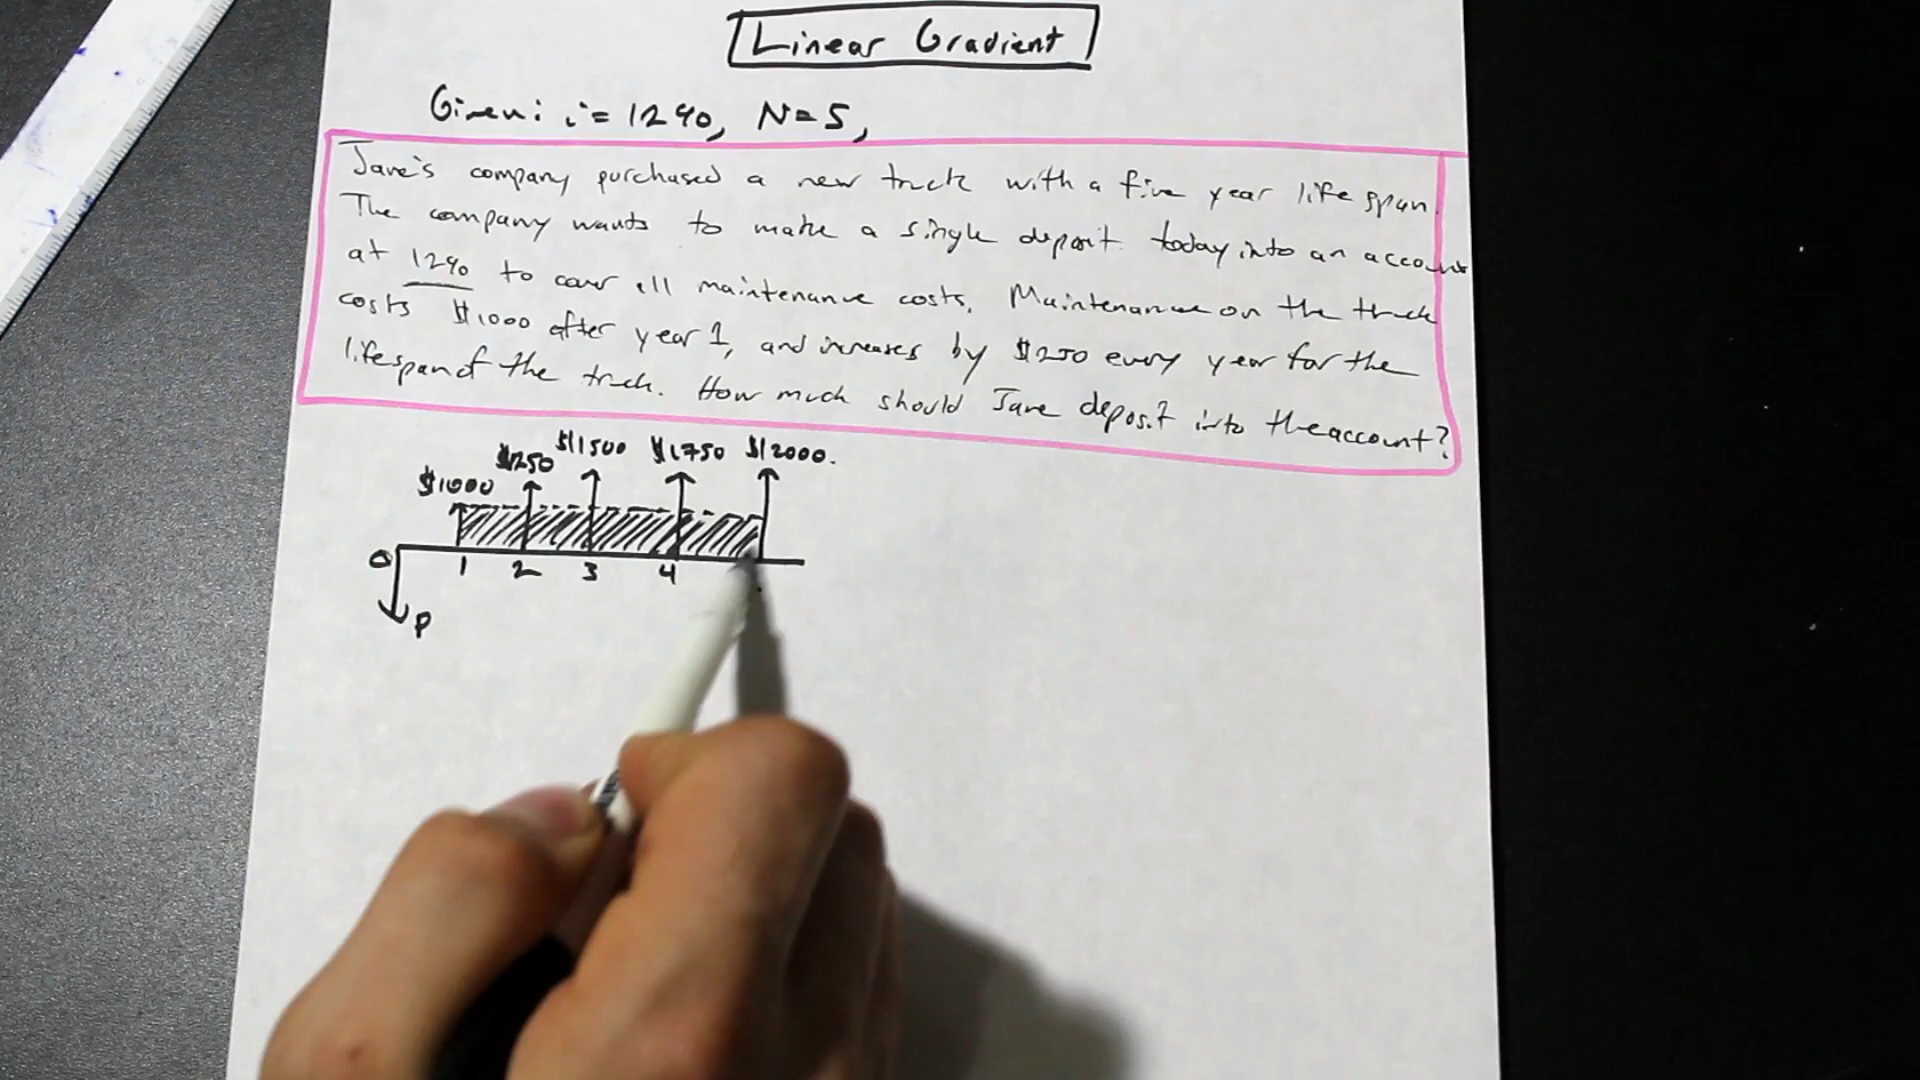 Linear Gradient
Given: i = 12%, N=5,
Jane's company purchased a new truck with a five year life span.
The company wants to make a single deposit today into an account
at 12% to cover all maintenance costs. Maintenance on the truck
costs $1000 after year 1, and increases by $250 every year for the
lifespan of the truck. How much should Jane deposit into the account?
$1000 $1250 $1500 $1750 $2000.
0 1 2 3 4
P